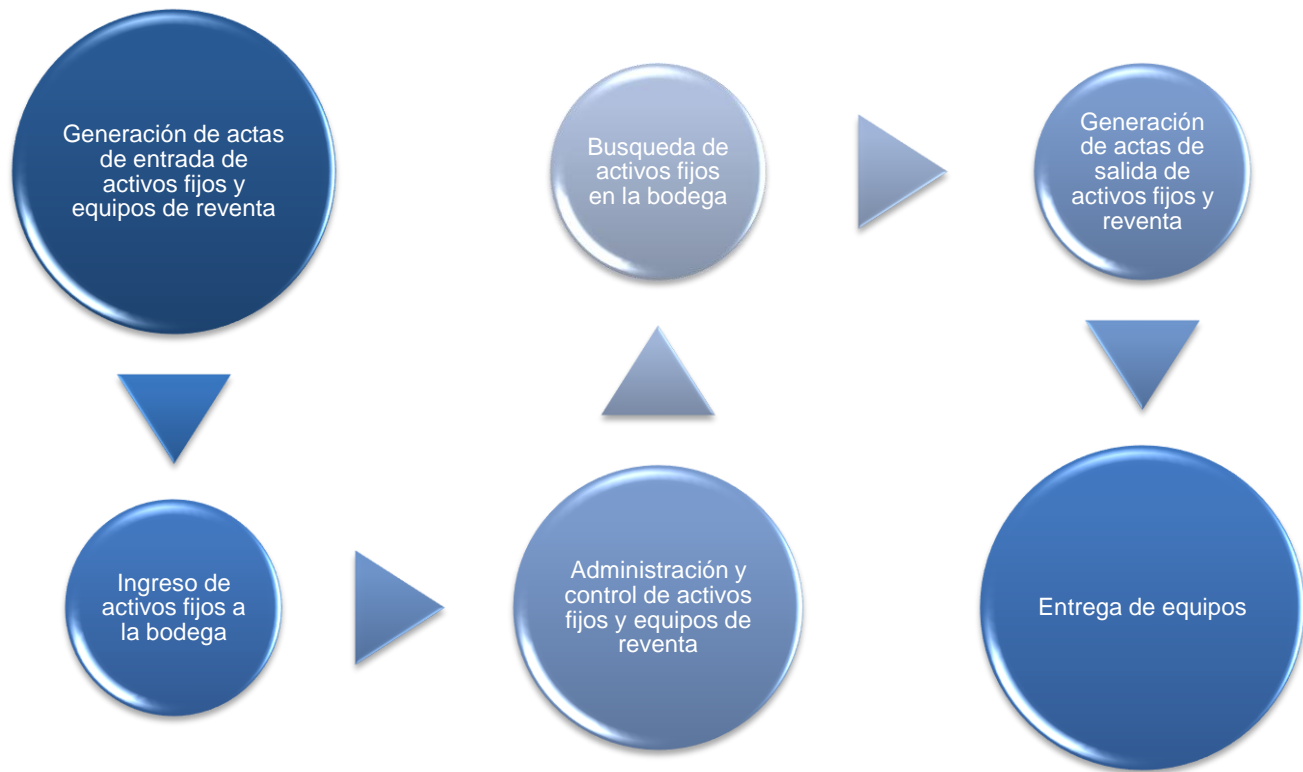 Generación de actas
de entrada de
activos fijos y
equipos de reventa
Ingreso de
activos fijos a
la bodega
Administración y
control de activos
fijos y equipos de
reventa
Busqueda de
activos fijos
en la bodega
Generación
de actas de
salida de
activos fijos y
reventa
Entrega de equipos